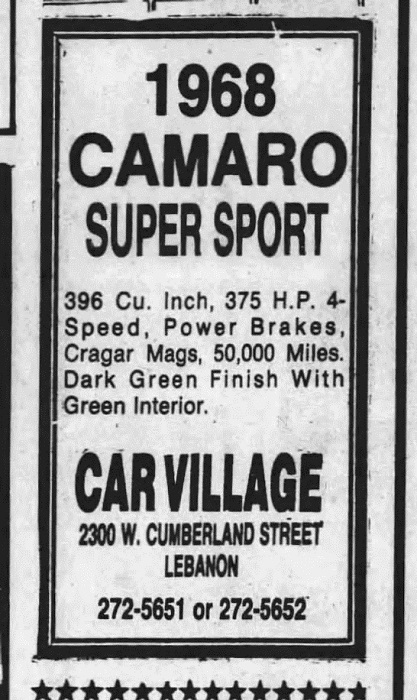 1968
CAMARO
SUPER SPORT
396 Cu. Inch, 375 H.P. 4-
Speed, Power Brakes,
Cragar Mags, 50,000 Miles.
Dark Green Finish With
Green Interior.
CAR VILLAGE
2300 W. CUMBERLAND STREET
LEBANON
272-5651 or 272-5652